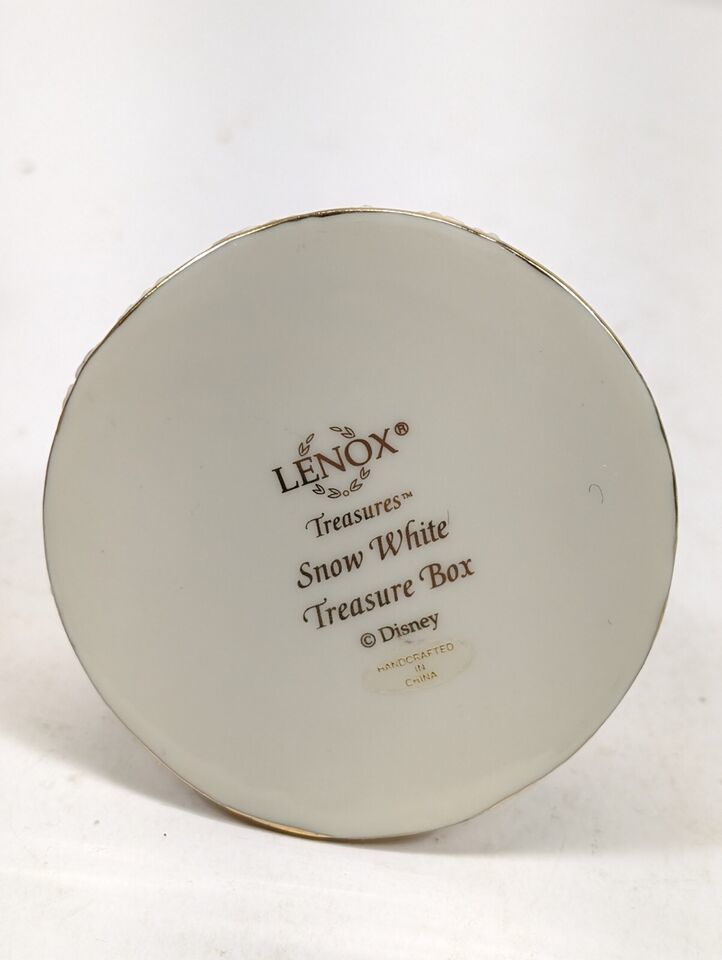 LENOX®
Treasures™
Snow White
Treasure Box
© Disney
HANDCRAFTED
IN
CHINA